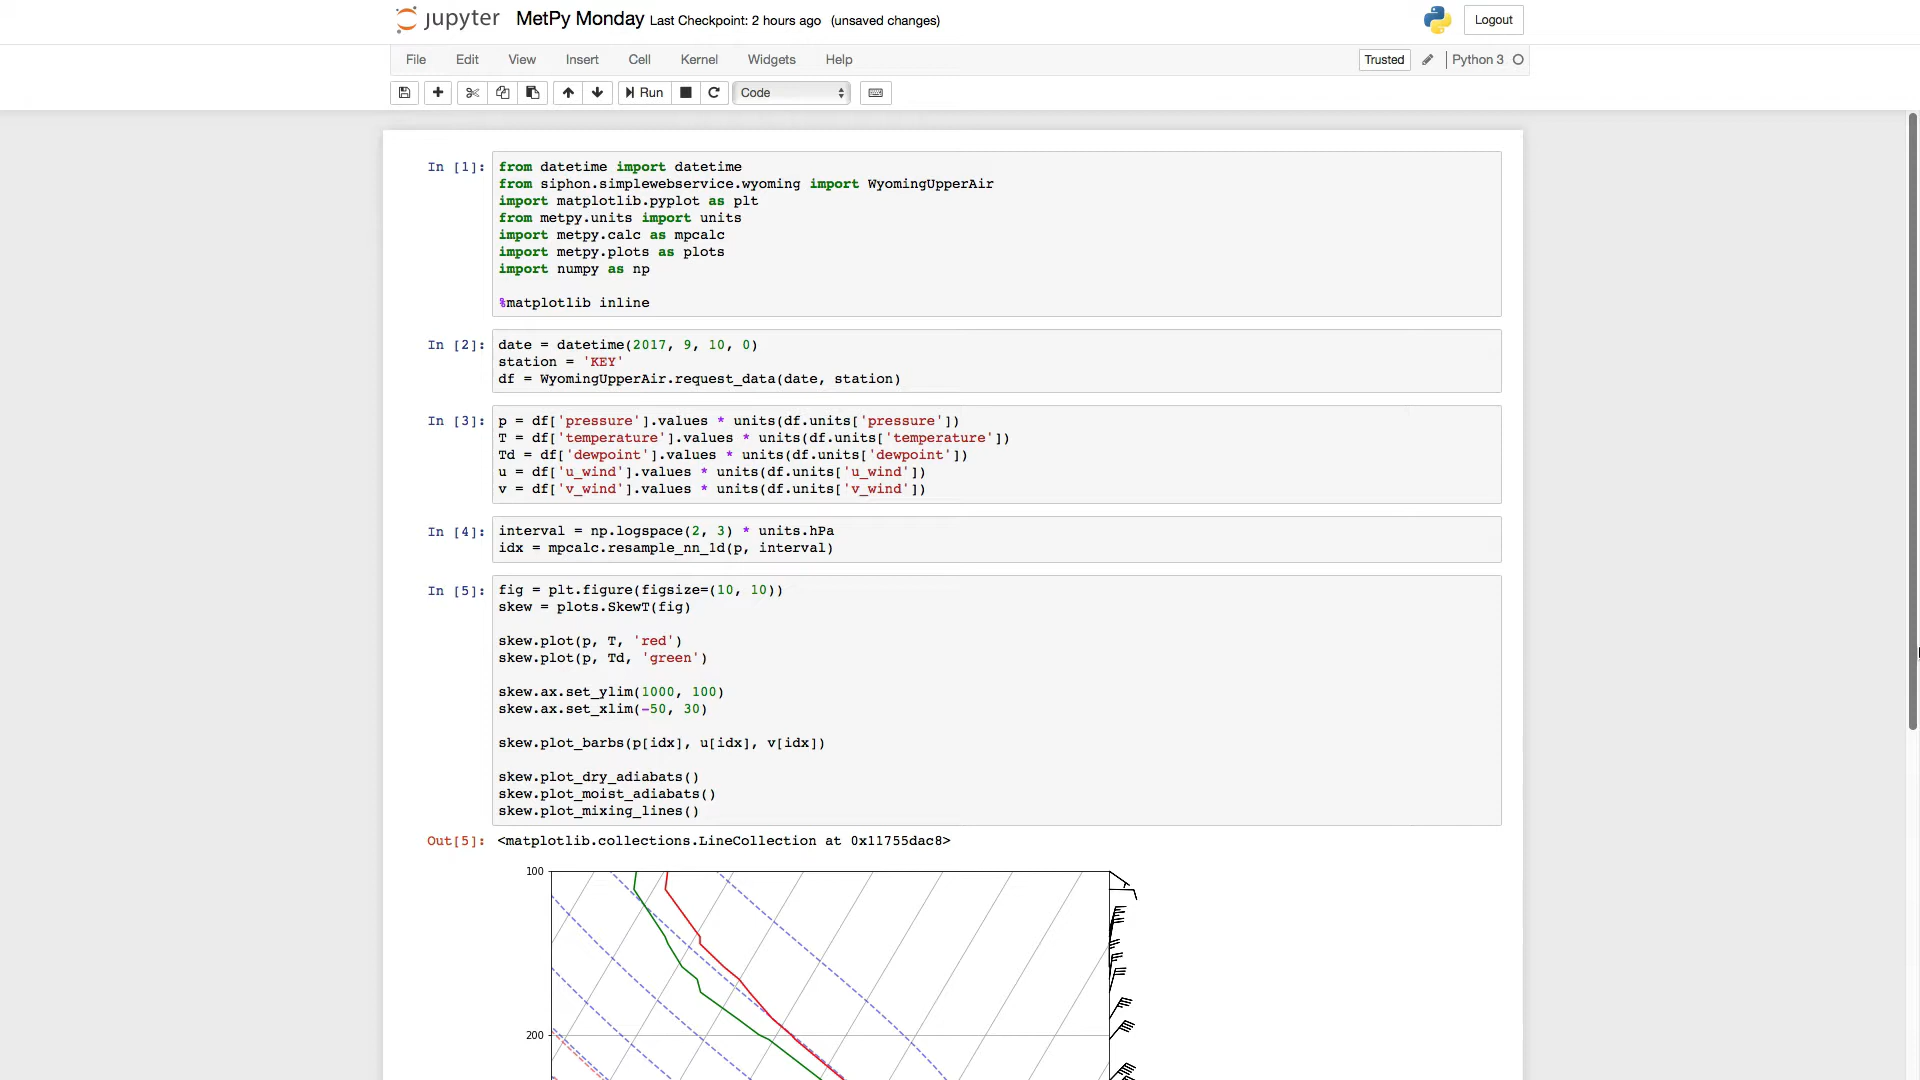 jupyter MetPy Monday Last Checkpoint: 2 hours ago (unsaved changes) Logout
File Edit View Insert Cell Kernel Widgets Help Trusted Python 3
Run Code
In [1]: from datetime import datetime
from siphon.simplewebservice.wyoming import WyomingUpperAir
import matplotlib.pyplot as plt
from metpy.units import units
import metpy.calc as mpcalc
import metpy.plots as plots
import numpy as np
%matplotlib inline
In [2]: date = datetime(2017, 9, 10, 0)
station = 'KEY'
df = WyomingUpperAir.request_data(date, station)
In [3]: p = df['pressure'].values * units(df.units['pressure'])
T = df['temperature'].values * units(df.units['temperature'])
Td = df['dewpoint'].values * units(df.units['dewpoint'])
u = df['u_wind'].values * units(df.units['u_wind'])
v = df['v_wind'].values * units(df.units['v_wind'])
In [4]: interval = np.logspace(2, 3) * units.hPa
idx = mpcalc.resample_nn_1d(p, interval)
In [5]: fig = plt.figure(figsize=(10, 10))
skew = plots.SkewT(fig)
skew.plot(p, T, 'red')
skew.plot(p, Td, 'green')
skew.ax.set_ylim(1000, 100)
skew.ax.set_xlim(-50, 30)
skew.plot_barbs(p[idx], u[idx], v[idx])
skew.plot_dry_adiabats()
skew.plot_moist_adiabats()
skew.plot_mixing_lines()
Out[5]: <matplotlib.collections.LineCollection at 0x11755dac8>
100
200